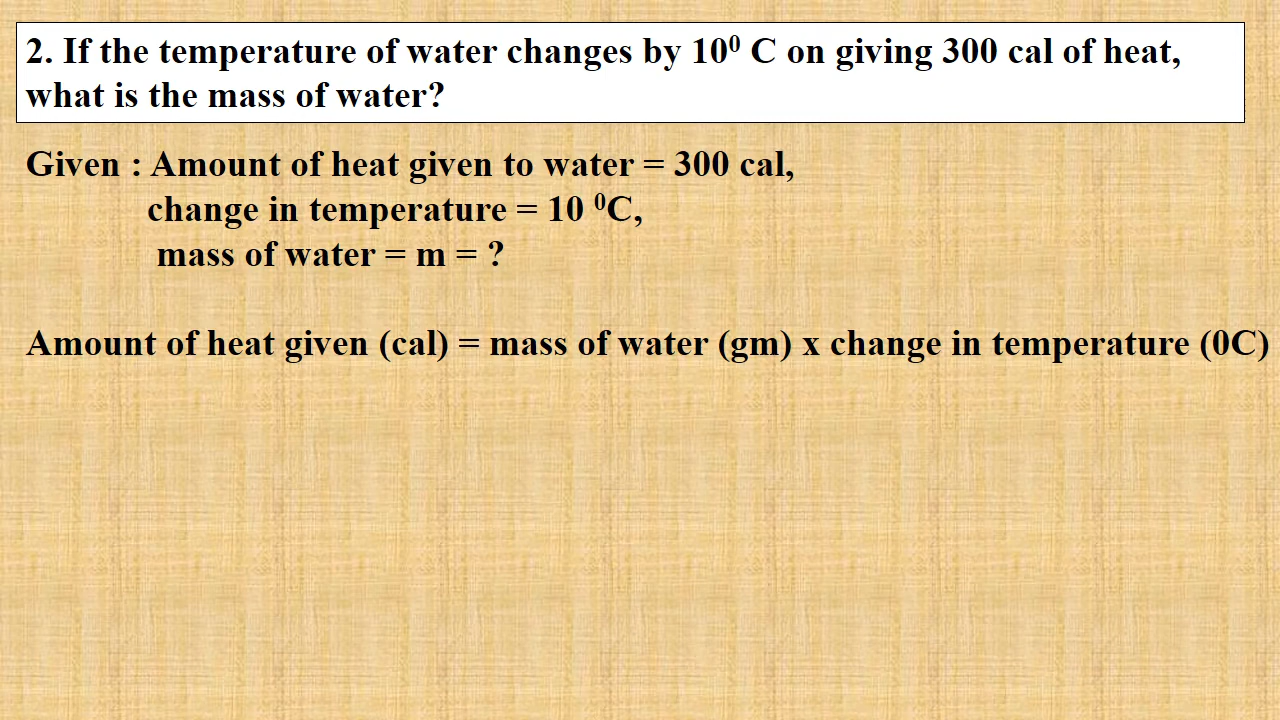 2. If the temperature of water changes by 10⁰ C on giving 300 cal of heat,
what is the mass of water?
Given : Amount of heat given to water = 300 cal,
change in temperature = 10 ⁰C,
mass of water = m = ?
Amount of heat given (cal) = mass of water (gm) x change in temperature (0C)